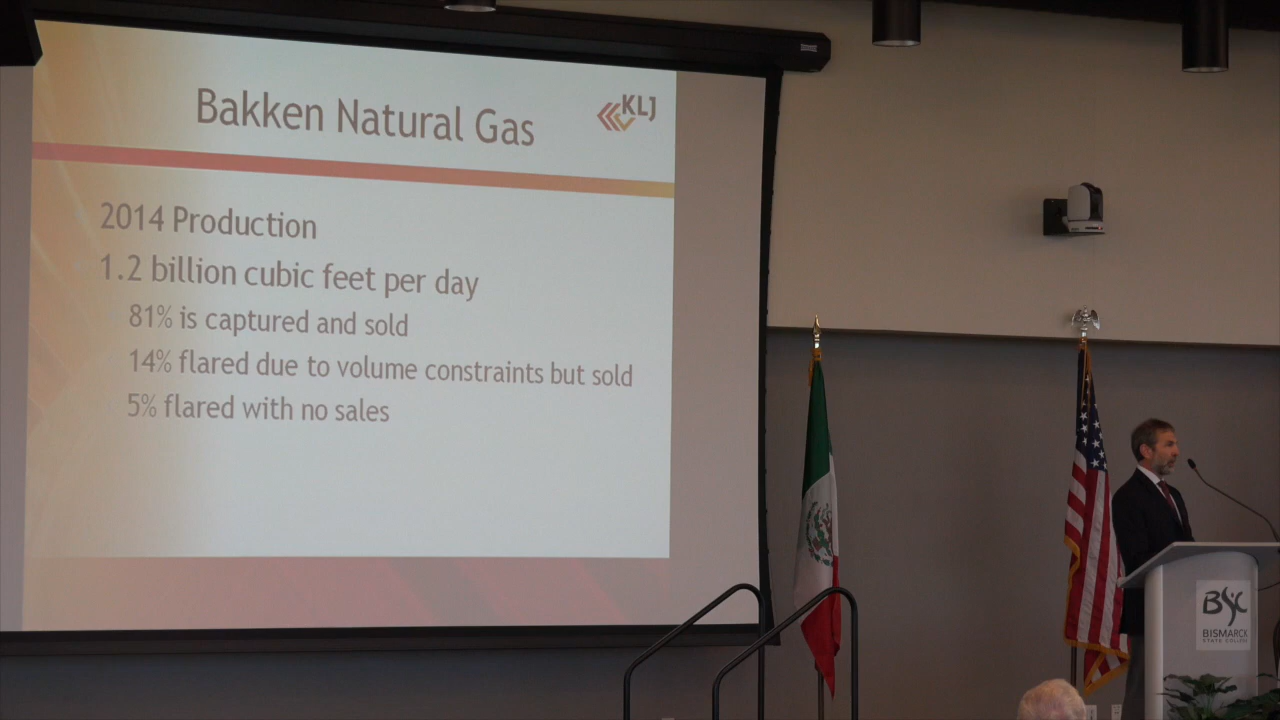 Bakken Natural Gas
KLJ
2014 Production
1.2 billion cubic feet per day
81% is captured and sold
14% flared due to volume constraints but sold
5% flared with no sales
BSC
BISMARCK
STATE COLLEGE